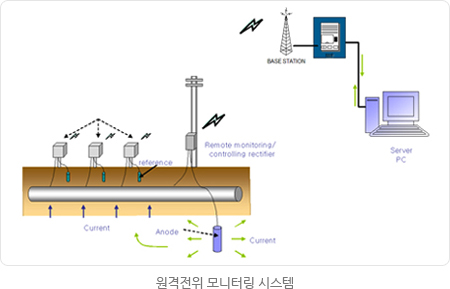 BASE STATION
Server
PC
Remote monitoring/
controlling rectifier
reference
Current
Anode
Current
원격전위 모니터링 시스템